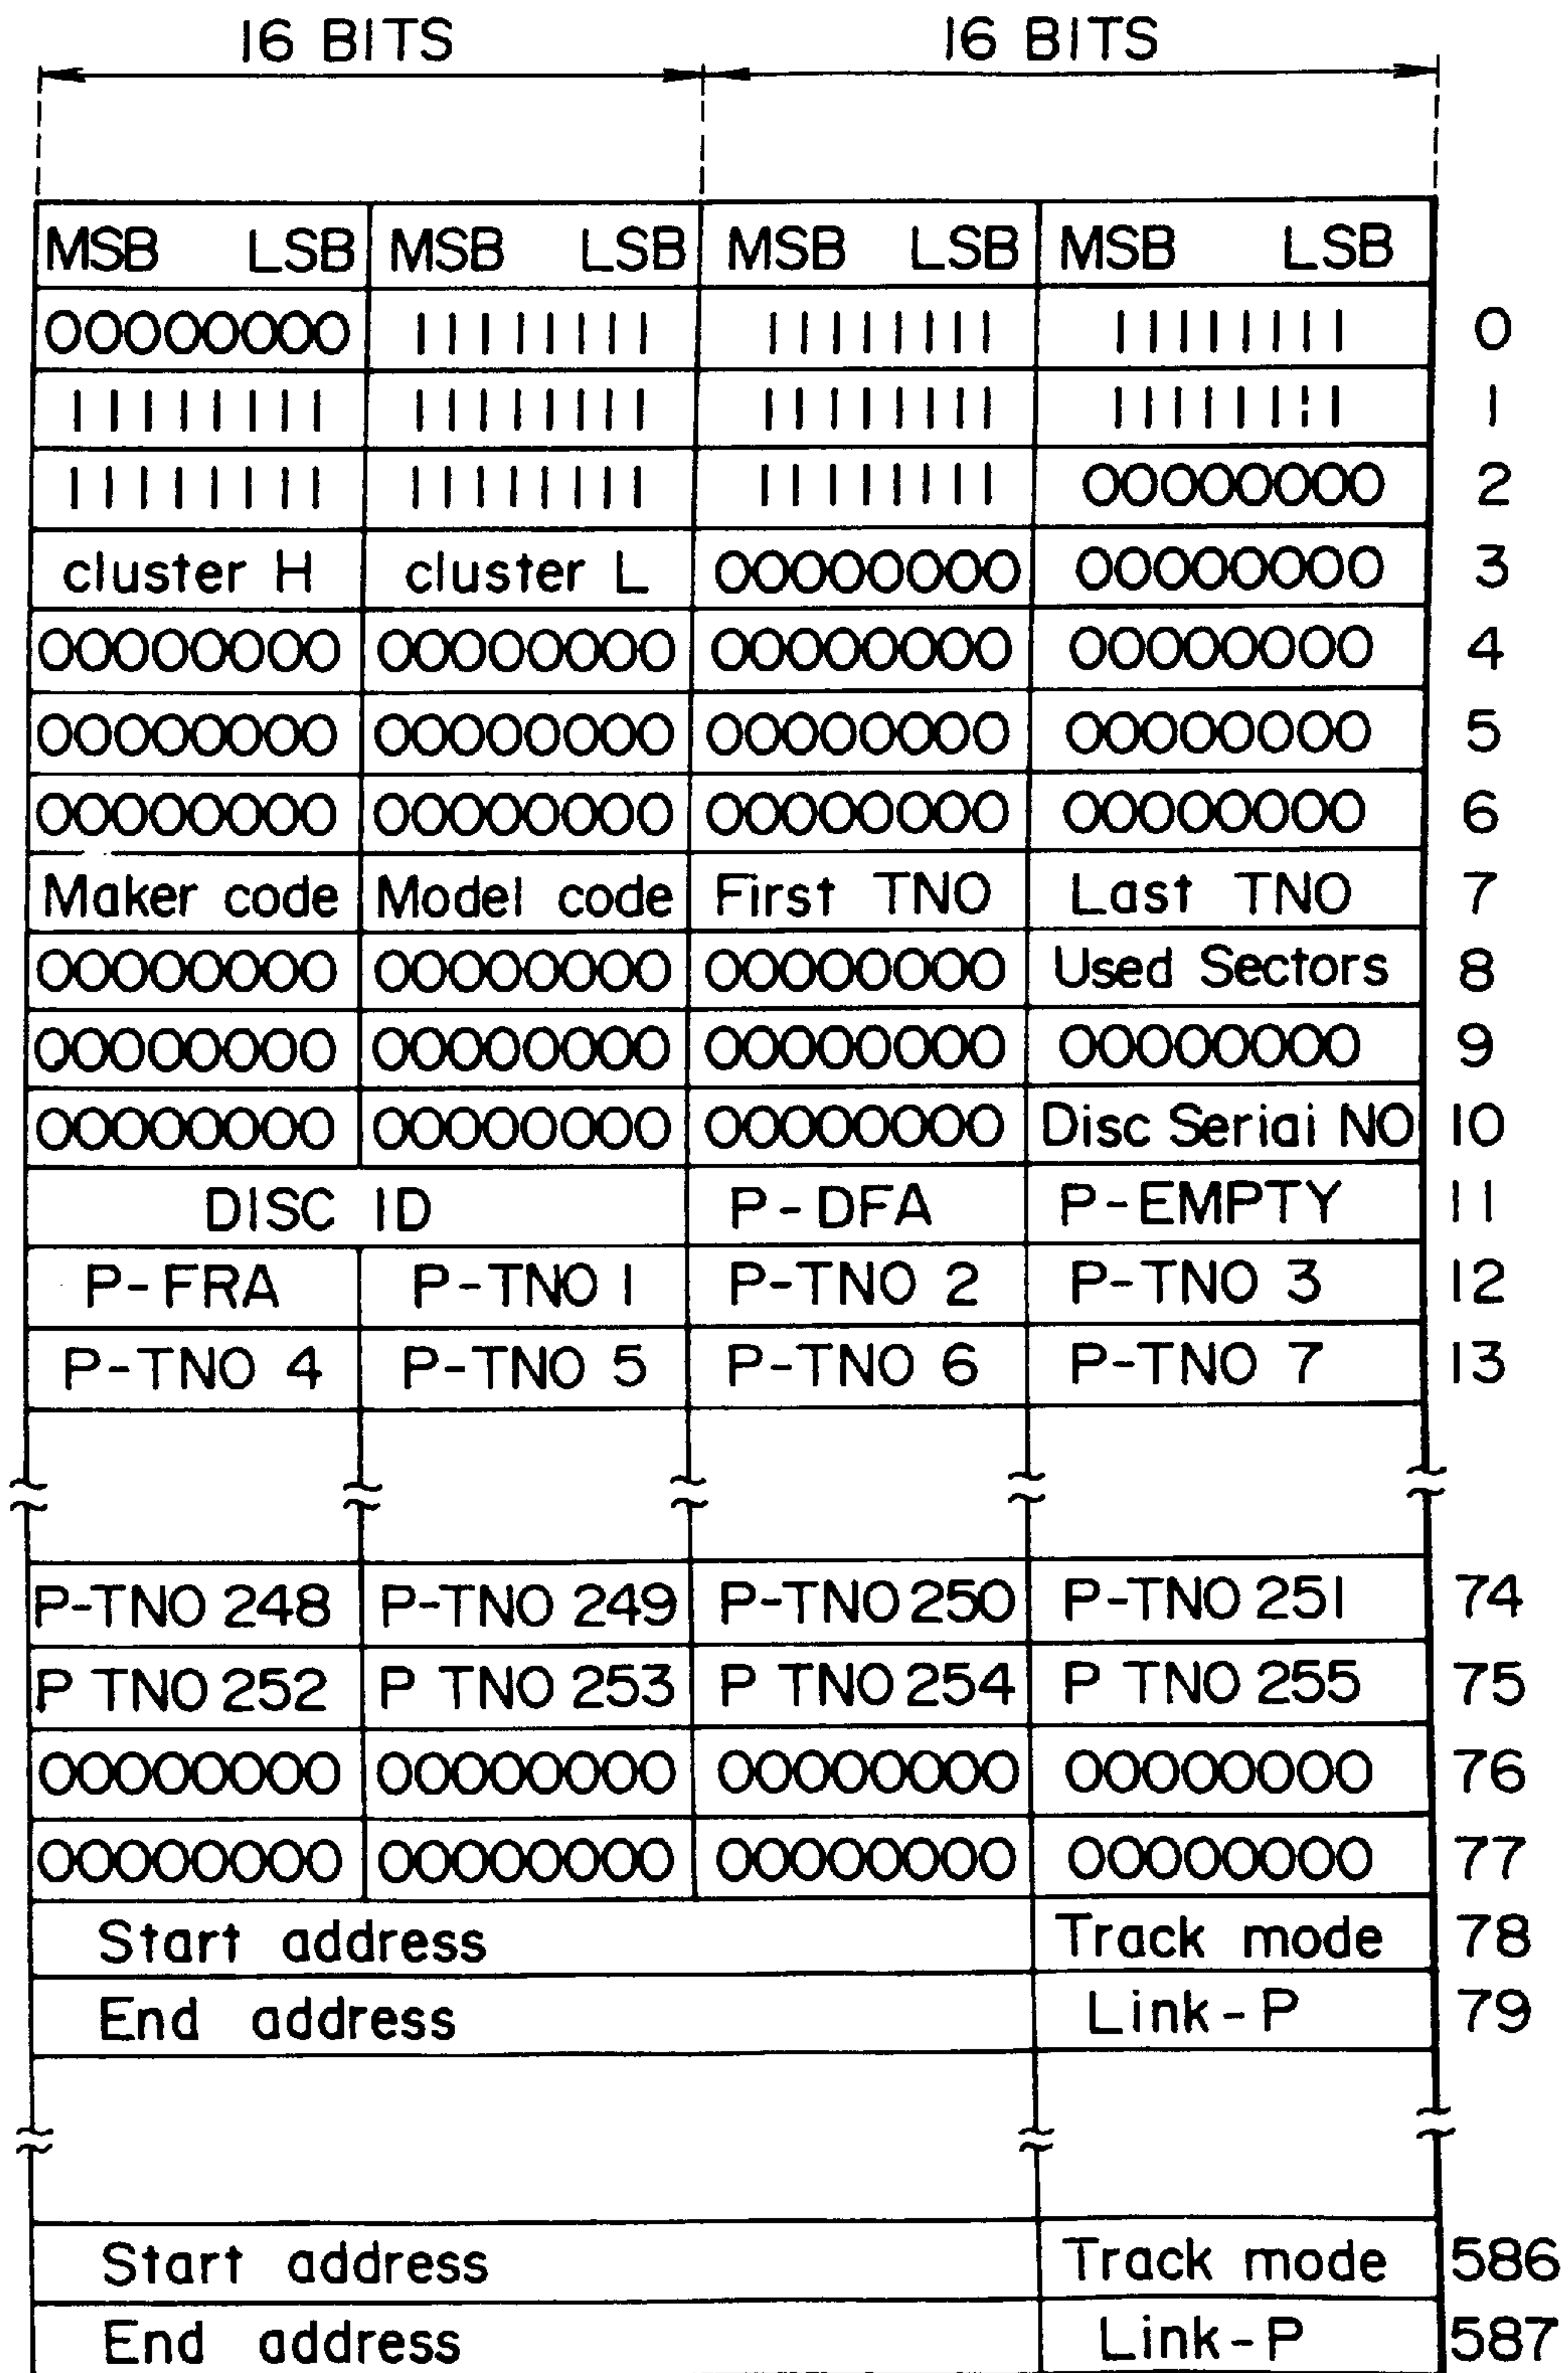 16 BITS 16 BITS
MSB LSB MSB LSB MSB LSB MSB LSB
00000000 11111111 11111111 11111111 0
11111111 11111111 11111111 11111111 1
11111111 11111111 11111111 00000000 2
cluster H cluster L 00000000 00000000 3
00000000 00000000 00000000 00000000 4
00000000 00000000 00000000 00000000 5
00000000 00000000 00000000 00000000 6
Maker code Model code First TNO Last TNO 7
00000000 00000000 00000000 Used Sectors 8
00000000 00000000 00000000 00000000 9
00000000 00000000 00000000 Disc Serial NO 10
DISC ID P-DFA P-EMPTY 11
P-FRA P-TNO 1 P-TNO 2 P-TNO 3 12
P-TNO 4 P-TNO 5 P-TNO 6 P-TNO 7 13
P-TNO 248 P-TNO 249 P-TNO 250 P-TNO 251 74
P TNO 252 P TNO 253 P TNO 254 P TNO 255 75
00000000 00000000 00000000 00000000 76
00000000 00000000 00000000 00000000 77
Start address Track mode 78
End address Link-P 79
Start address Track mode 586
End address Link-P 587